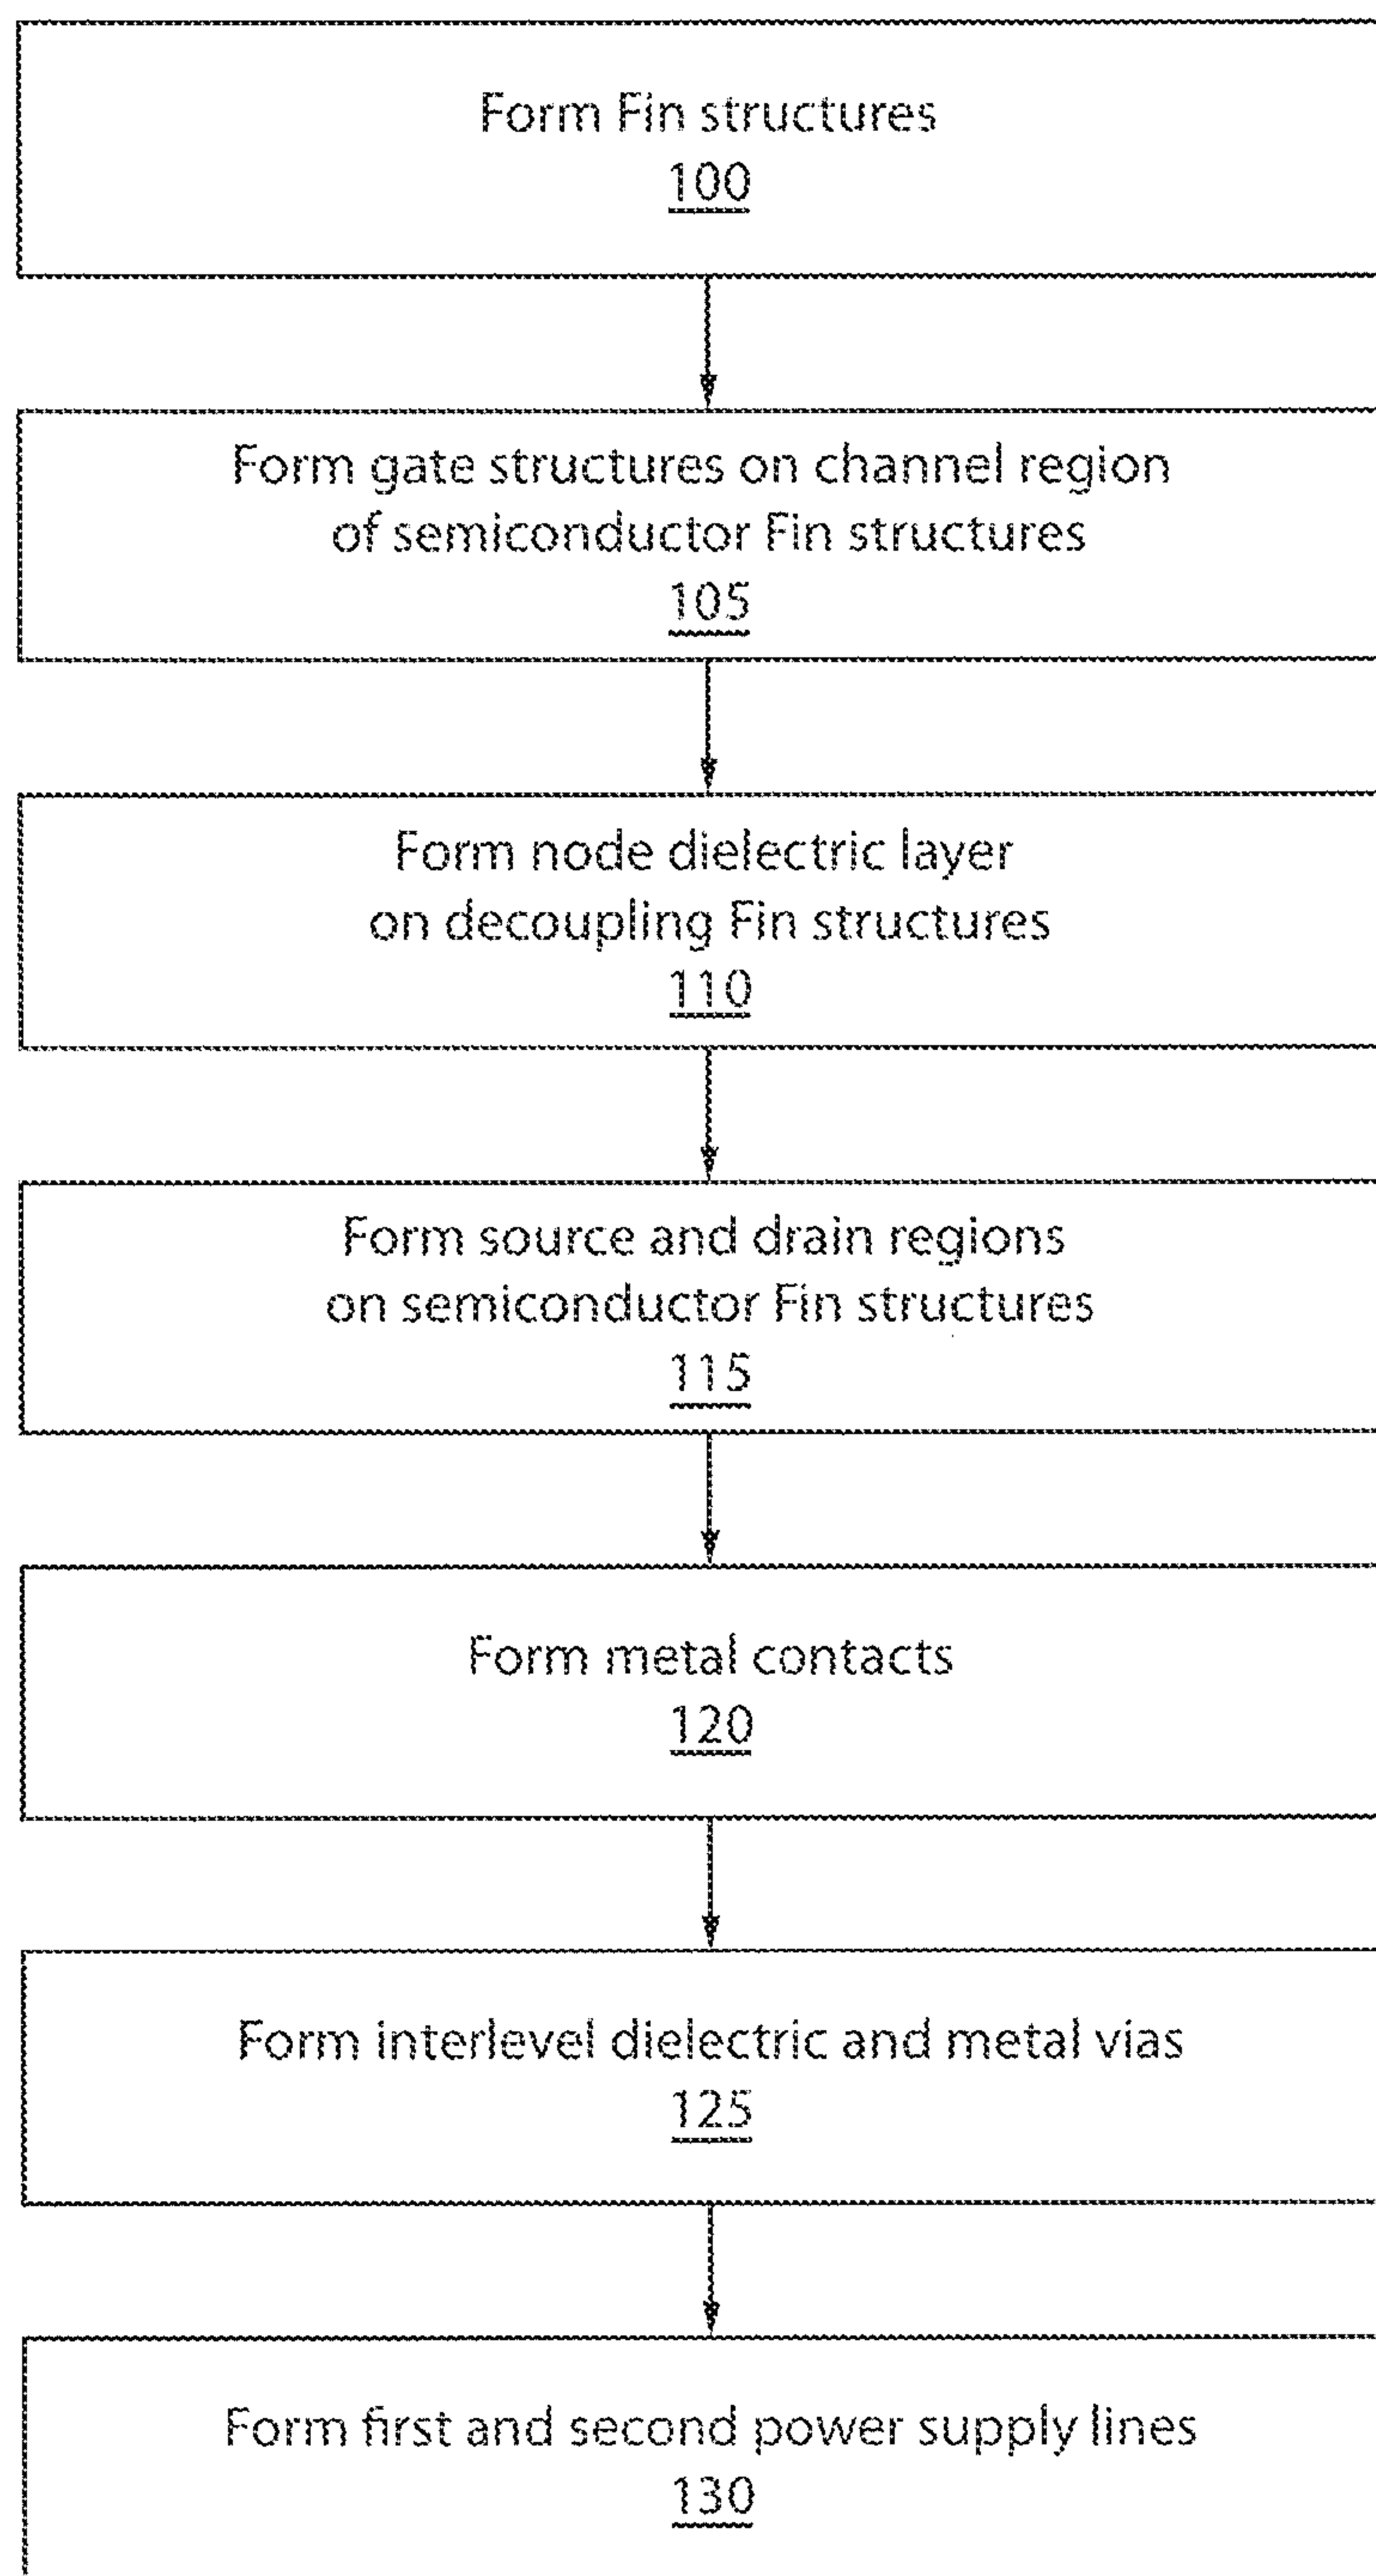 Form Fin structures
100
Form gate structures on channel region
of semiconductor Fin structures
105
Form node dielectric layer
on decoupling Fin structures
110
Form source and drain regions
on semiconductor Fin structures
115
Form metal contacts
120
Form interlevel dielectric and metal vias
125
Form first and second power supply lines
130